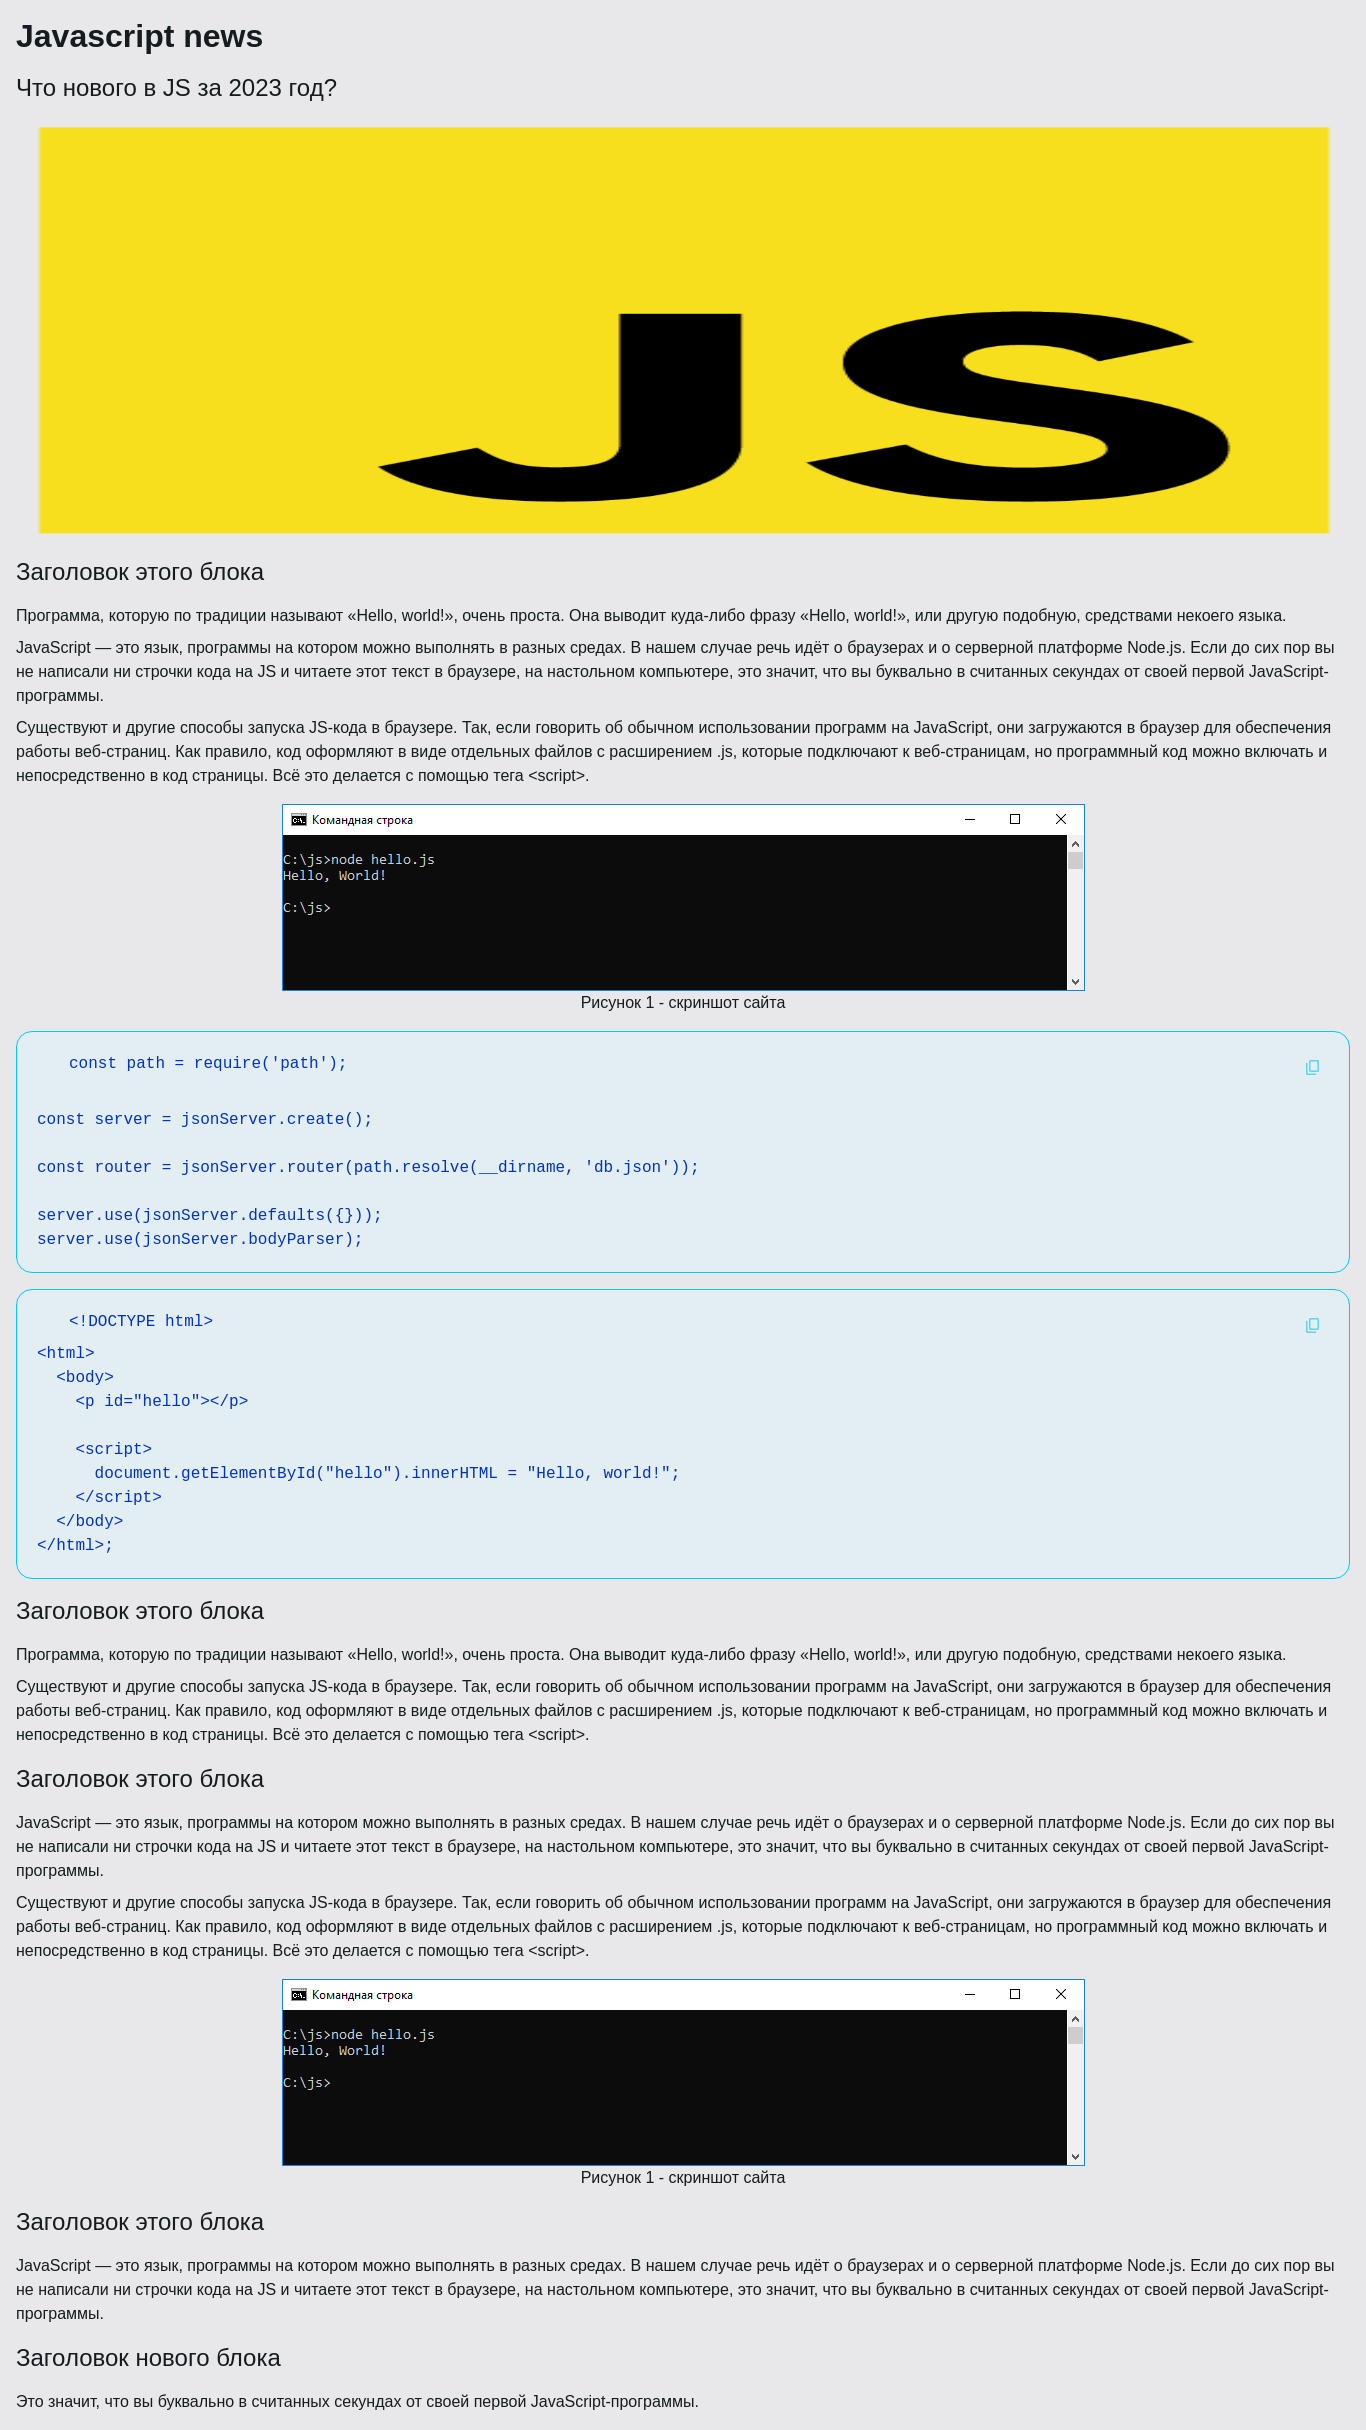 Javascript news
Что нового в JS за 2023 год?
JS
Заголовок этого блока
Программа, которую по традиции называют «Hello, world!», очень проста. Она выводит куда-либо фразу «Hello, world!», или другую подобную, средствами некоего языка.
JavaScript — это язык, программы на котором можно выполнять в разных средах. В нашем случае речь идёт о браузерах и о серверной платформе Node.js. Если до сих пор вы
не написали ни строчки кода на JS и читаете этот текст в браузере, на настольном компьютере, это значит, что вы буквально в считанных секундах от своей первой JavaScript-
программы.
Существуют и другие способы запуска JS-кода в браузере. Так, если говорить об обычном использовании программ на JavaScript, они загружаются в браузер для обеспечения
работы веб-страниц. Как правило, код оформляют в виде отдельных файлов с расширением .js, которые подключают к веб-страницам, но программный код можно включать и
непосредственно в код страницы. Всё это делается с помощью тега <script>.
Командная строка
C:\js>node hello.js
Hello, World!
C:\js>
Рисунок 1 - скриншот сайта
const path = require('path');
const server = jsonServer.create();
const router = jsonServer.router(path.resolve(__dirname, 'db.json'));
server.use(jsonServer.defaults({}));
server.use(jsonServer.bodyParser);
<!DOCTYPE html>
<html>
  <body>
    <p id="hello"></p>
    <script>
      document.getElementById("hello").innerHTML = "Hello, world!";
    </script>
  </body>
</html>;
Заголовок этого блока
Программа, которую по традиции называют «Hello, world!», очень проста. Она выводит куда-либо фразу «Hello, world!», или другую подобную, средствами некоего языка.
Существуют и другие способы запуска JS-кода в браузере. Так, если говорить об обычном использовании программ на JavaScript, они загружаются в браузер для обеспечения
работы веб-страниц. Как правило, код оформляют в виде отдельных файлов с расширением .js, которые подключают к веб-страницам, но программный код можно включать и
непосредственно в код страницы. Всё это делается с помощью тега <script>.
Заголовок этого блока
JavaScript — это язык, программы на котором можно выполнять в разных средах. В нашем случае речь идёт о браузерах и о серверной платформе Node.js. Если до сих пор вы
не написали ни строчки кода на JS и читаете этот текст в браузере, на настольном компьютере, это значит, что вы буквально в считанных секундах от своей первой JavaScript-
программы.
Существуют и другие способы запуска JS-кода в браузере. Так, если говорить об обычном использовании программ на JavaScript, они загружаются в браузер для обеспечения
работы веб-страниц. Как правило, код оформляют в виде отдельных файлов с расширением .js, которые подключают к веб-страницам, но программный код можно включать и
непосредственно в код страницы. Всё это делается с помощью тега <script>.
Командная строка
C:\js>node hello.js
Hello, World!
C:\js>
Рисунок 1 - скриншот сайта
Заголовок этого блока
JavaScript — это язык, программы на котором можно выполнять в разных средах. В нашем случае речь идёт о браузерах и о серверной платформе Node.js. Если до сих пор вы
не написали ни строчки кода на JS и читаете этот текст в браузере, на настольном компьютере, это значит, что вы буквально в считанных секундах от своей первой JavaScript-
программы.
Заголовок нового блока
Это значит, что вы буквально в считанных секундах от своей первой JavaScript-программы.